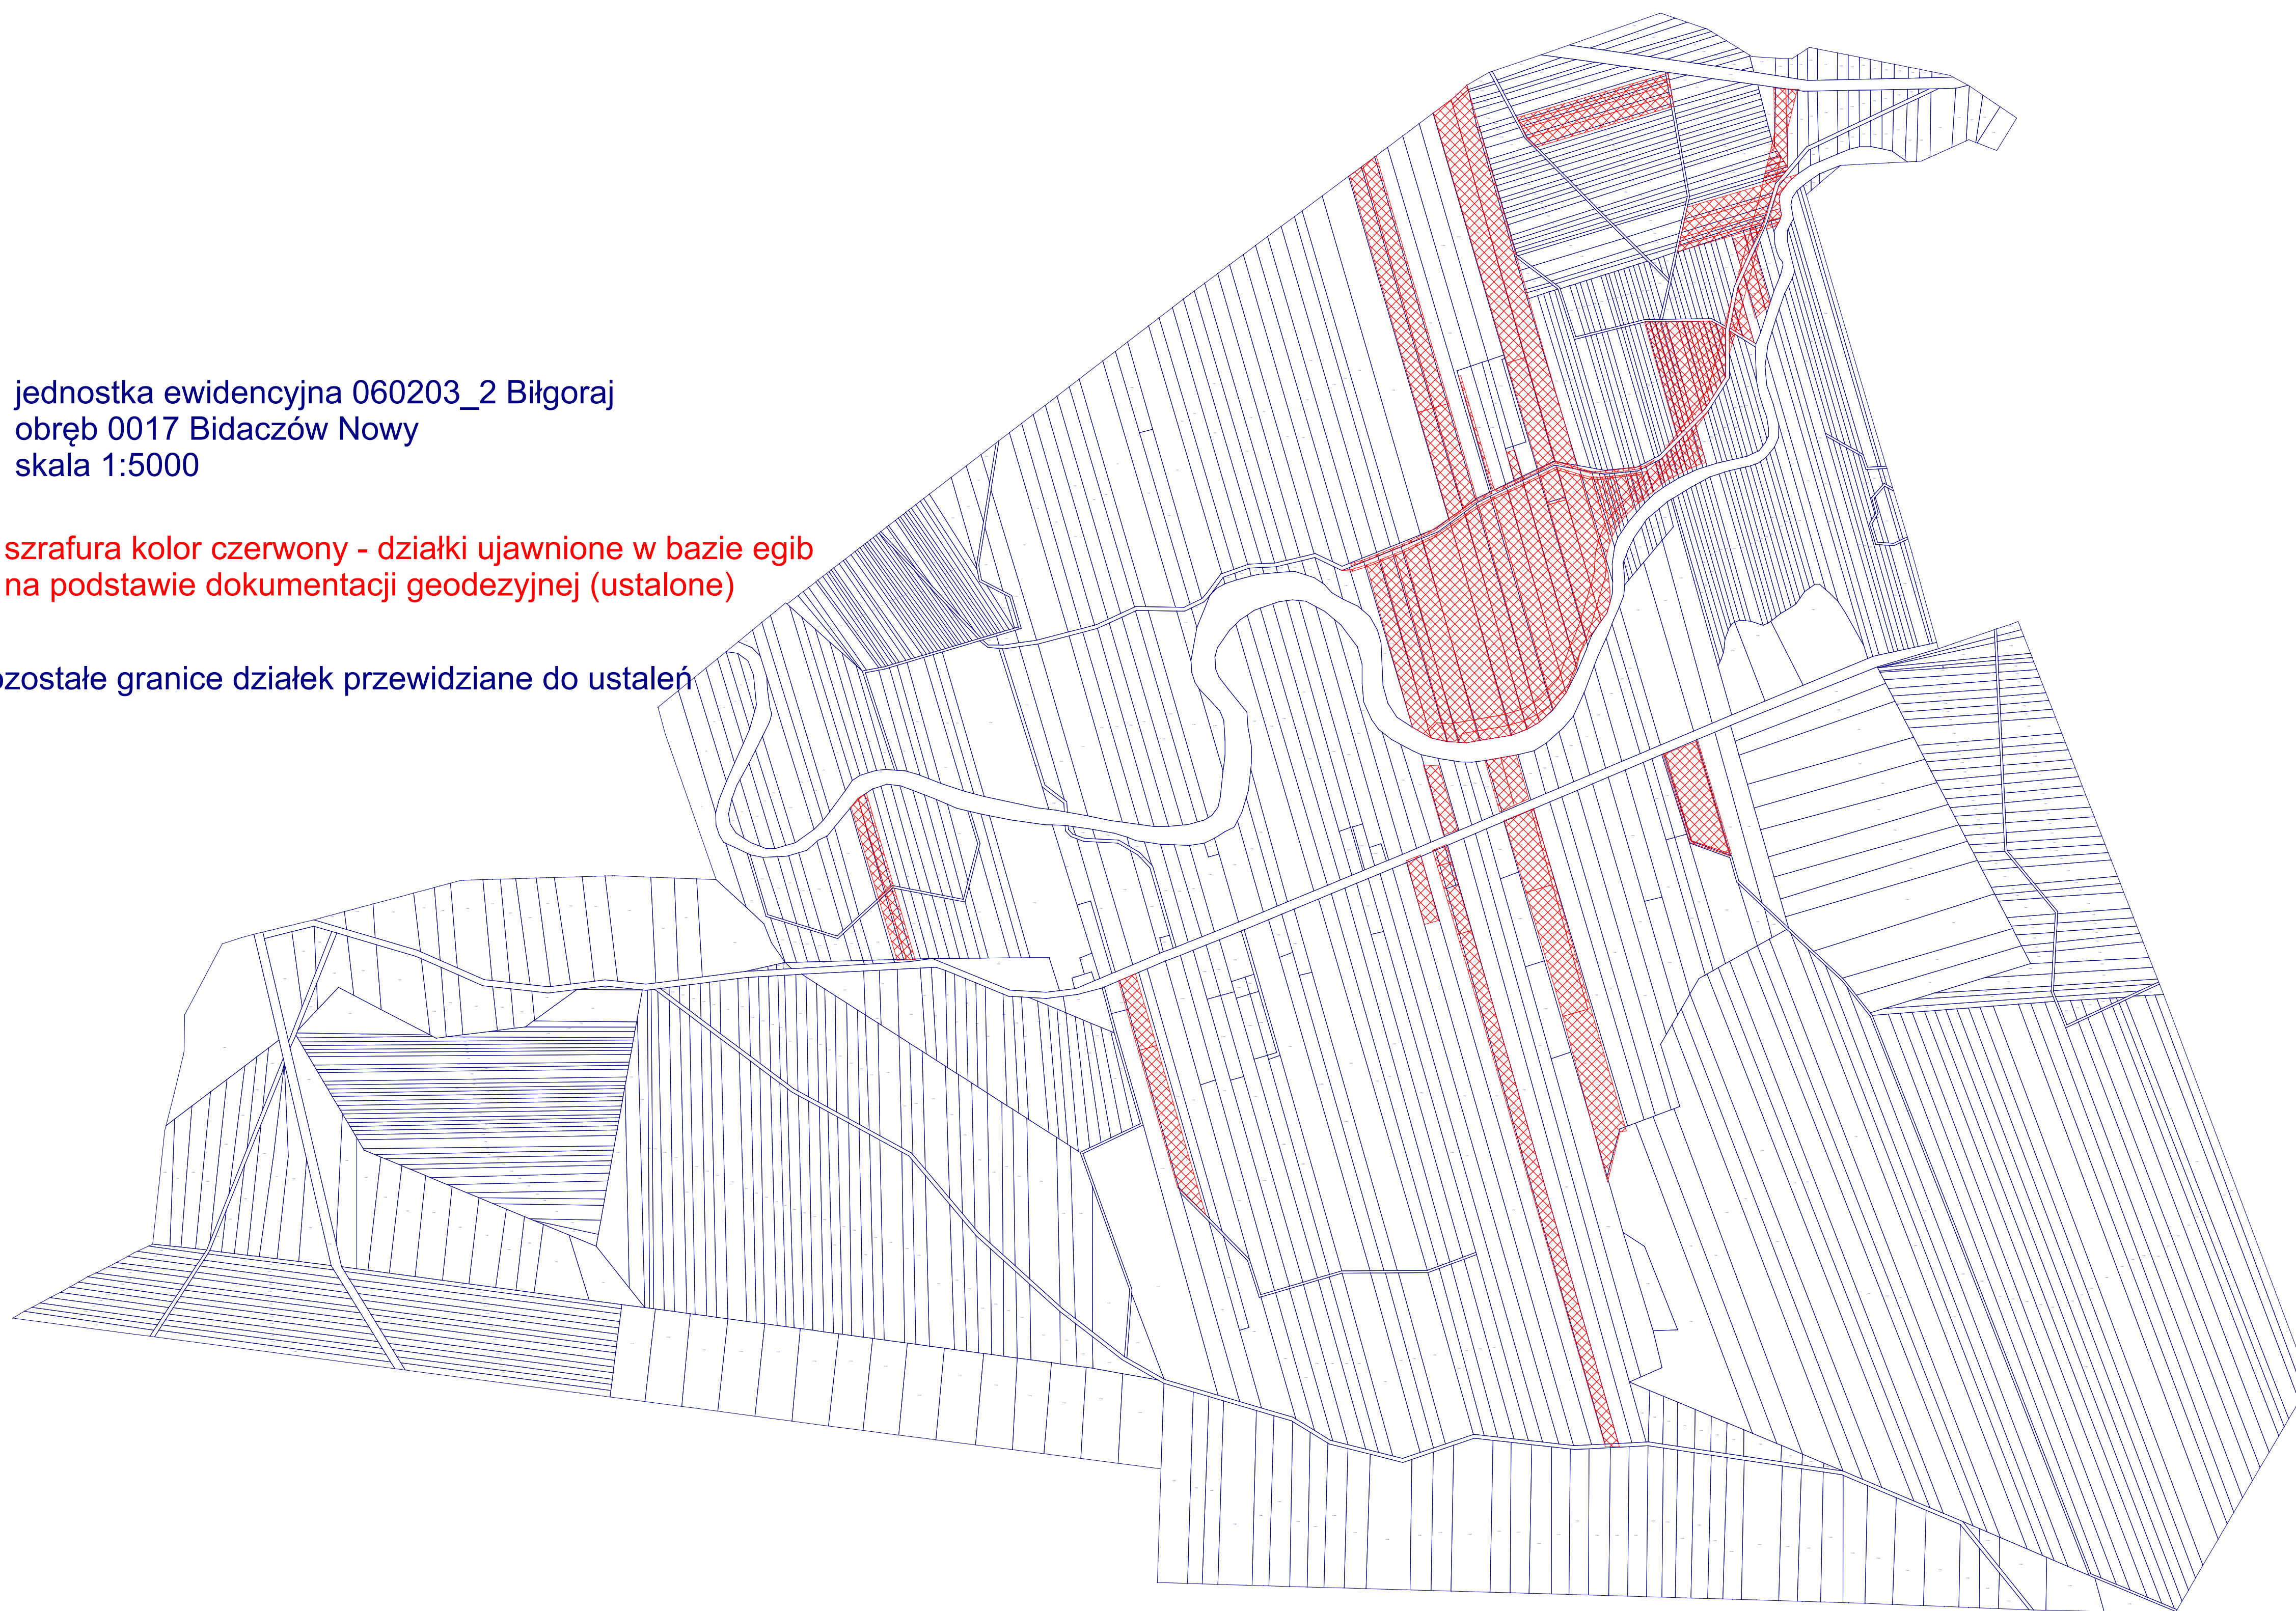 jednostka ewidencyjna 060203_2 Biłgoraj
obręb 0017 Bidaczów Nowy
skala 1:5000
szrafura kolor czerwony - działki ujawnione w bazie egib
na podstawie dokumentacji geodezyjnej (ustalone)
ozostałe granice działek przewidziane do ustaleń